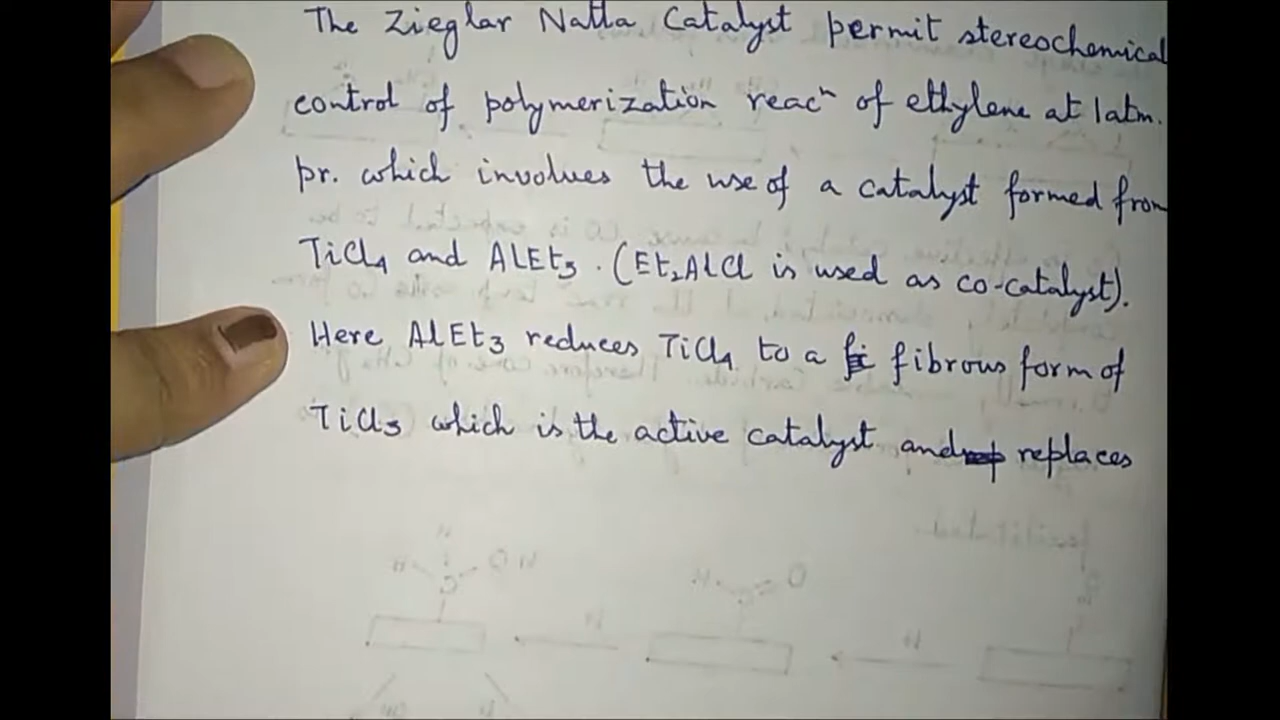 The Zieglar Natta Catalyst permit stereochemical
control of polymerization reacⁿ of ethylene at 1atm.
pr. which involves the use of a catalyst formed from
TiCl4 and AlEt3. (Et2AlCl is used as co-catalyst).
Here AlEt3 reduces TiCl4 to a fibrous form of
TiCl3 which is the active catalyst and replaces